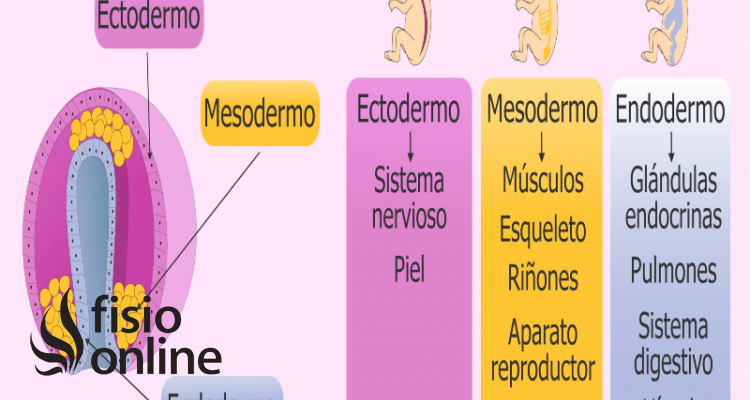 Ectodermo
Mesodermo
fisio
online
Ectodermo
Sistema
nervioso
Piel
Mesodermo
Músculos
Esqueleto
Riñones
Aparato
reproductor
Endodermo
Glándulas
endocrinas
Pulmones
Sistema
digestivo